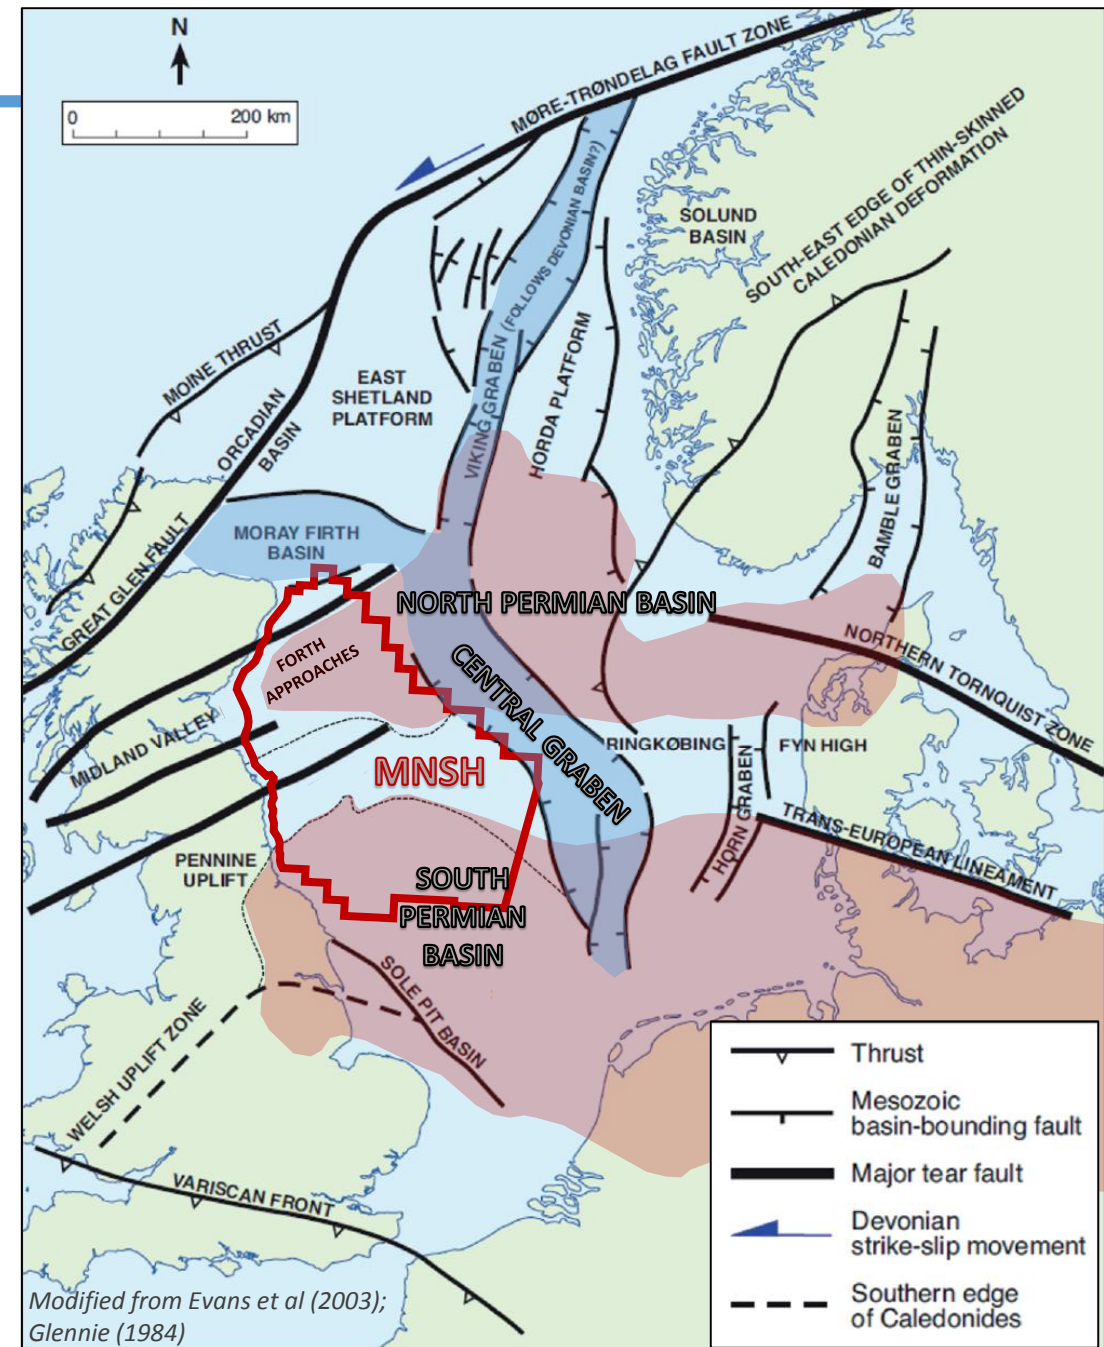 N
0 200 km
MØRE-TRØNDELAG FAULT ZONE
SOUTH-EAST EDGE OF THIN-SKINNED
CALEDONIAN DEFORMATION
SOLUND
BASIN
VIKING GRABEN (FOLLOWS DEVONIAN BASIN?)
HORDA PLATFORM
MOINE THRUST
EAST
SHETLAND
PLATFORM
ORCADIAN
BASIN
BAMBLE GRABEN
MORAY FIRTH
BASIN
GREAT GLEN FAULT
NORTH PERMIAN BASIN
NORTHERN TORNQUIST ZONE
FORTH
APPROACHES
CENTRAL GRABEN
MIDLAND VALLEY
RINGKØBING
FYN HIGH
MNSH
HORN GRABEN
TRANS-EUROPEAN LINEAMENT
PENNINE
UPLIFT
SOUTH
PERMIAN
BASIN
SOLE PIT BASIN
WELSH UPLIFT ZONE
VARISCAN FRONT
Thrust
Mesozoic
basin-bounding fault
Major tear fault
Devonian
strike-slip movement
Southern edge
of Caledonides
Modified from Evans et al (2003);
Glennie (1984)